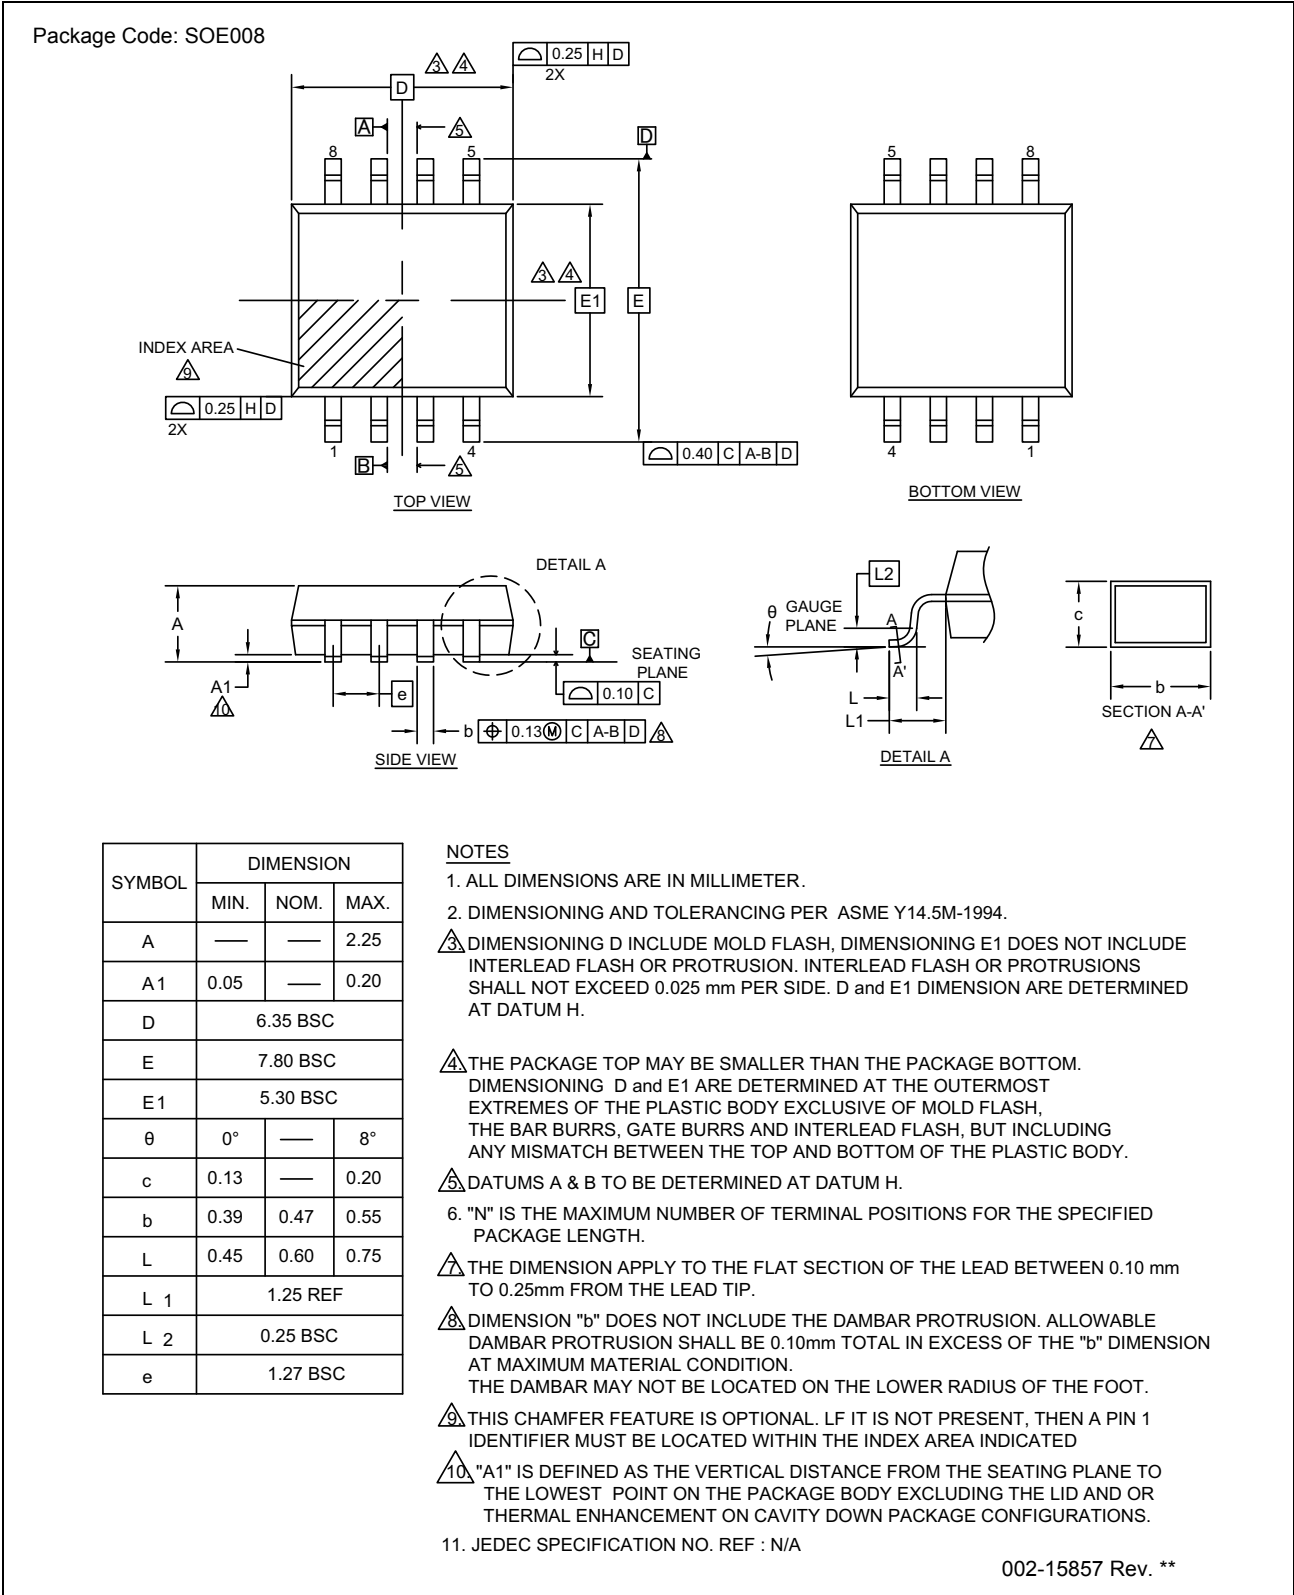 Package Code: SOE008
3 4
0.25 H D
2X
D
A
5
D
8 5
3 4
E1 E
INDEX AREA
9
0.25 H D
2X
1 4
B
5
0.40 C A-B D
TOP VIEW
5 8
4 1
BOTTOM VIEW
DETAIL A
A
A1
10
e
C
SEATING
PLANE
0.10 C
b 0.13 M C A-B D 8
SIDE VIEW
L2
θ GAUGE
PLANE
A
A'
L
L1
DETAIL A
c
b
SECTION A-A'
7
SYMBOL DIMENSION
MIN. NOM. MAX.
A — — 2.25
A1 0.05 — 0.20
D 6.35 BSC
E 7.80 BSC
E1 5.30 BSC
θ 0° — 8°
c 0.13 — 0.20
b 0.39 0.47 0.55
L 0.45 0.60 0.75
L 1 1.25 REF
L 2 0.25 BSC
e 1.27 BSC
NOTES
1. ALL DIMENSIONS ARE IN MILLIMETER.
2. DIMENSIONING AND TOLERANCING PER ASME Y14.5M-1994.
3. DIMENSIONING D INCLUDE MOLD FLASH, DIMENSIONING E1 DOES NOT INCLUDE
INTERLEAD FLASH OR PROTRUSION. INTERLEAD FLASH OR PROTRUSIONS
SHALL NOT EXCEED 0.025 mm PER SIDE. D and E1 DIMENSION ARE DETERMINED
AT DATUM H.
4. THE PACKAGE TOP MAY BE SMALLER THAN THE PACKAGE BOTTOM.
DIMENSIONING D and E1 ARE DETERMINED AT THE OUTERMOST
EXTREMES OF THE PLASTIC BODY EXCLUSIVE OF MOLD FLASH,
THE BAR BURRS, GATE BURRS AND INTERLEAD FLASH, BUT INCLUDING
ANY MISMATCH BETWEEN THE TOP AND BOTTOM OF THE PLASTIC BODY.
5. DATUMS A & B TO BE DETERMINED AT DATUM H.
6. "N" IS THE MAXIMUM NUMBER OF TERMINAL POSITIONS FOR THE SPECIFIED
PACKAGE LENGTH.
7. THE DIMENSION APPLY TO THE FLAT SECTION OF THE LEAD BETWEEN 0.10 mm
TO 0.25mm FROM THE LEAD TIP.
8. DIMENSION "b" DOES NOT INCLUDE THE DAMBAR PROTRUSION. ALLOWABLE
DAMBAR PROTRUSION SHALL BE 0.10mm TOTAL IN EXCESS OF THE "b" DIMENSION
AT MAXIMUM MATERIAL CONDITION.
THE DAMBAR MAY NOT BE LOCATED ON THE LOWER RADIUS OF THE FOOT.
9. THIS CHAMFER FEATURE IS OPTIONAL. LF IT IS NOT PRESENT, THEN A PIN 1
IDENTIFIER MUST BE LOCATED WITHIN THE INDEX AREA INDICATED
10. "A1" IS DEFINED AS THE VERTICAL DISTANCE FROM THE SEATING PLANE TO
THE LOWEST POINT ON THE PACKAGE BODY EXCLUDING THE LID AND OR
THERMAL ENHANCEMENT ON CAVITY DOWN PACKAGE CONFIGURATIONS.
11. JEDEC SPECIFICATION NO. REF : N/A
002-15857 Rev. **